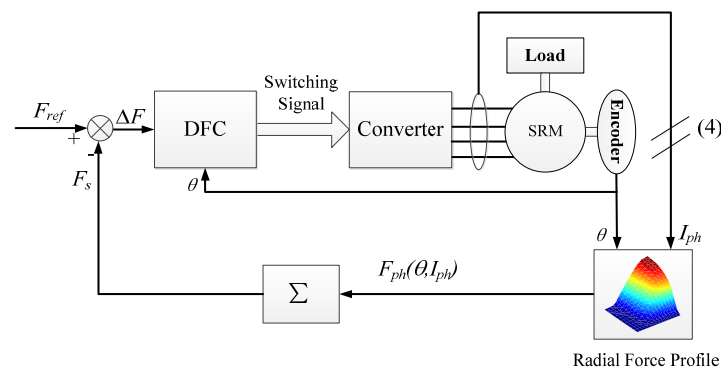 Load
Switching
Signal
Encoder
F_ref
ΔF
DFC
Converter
SRM
(4)
+
-
F_s
θ
θ
I_ph
F_ph(θ,I_ph)
Σ
Radial Force Profile